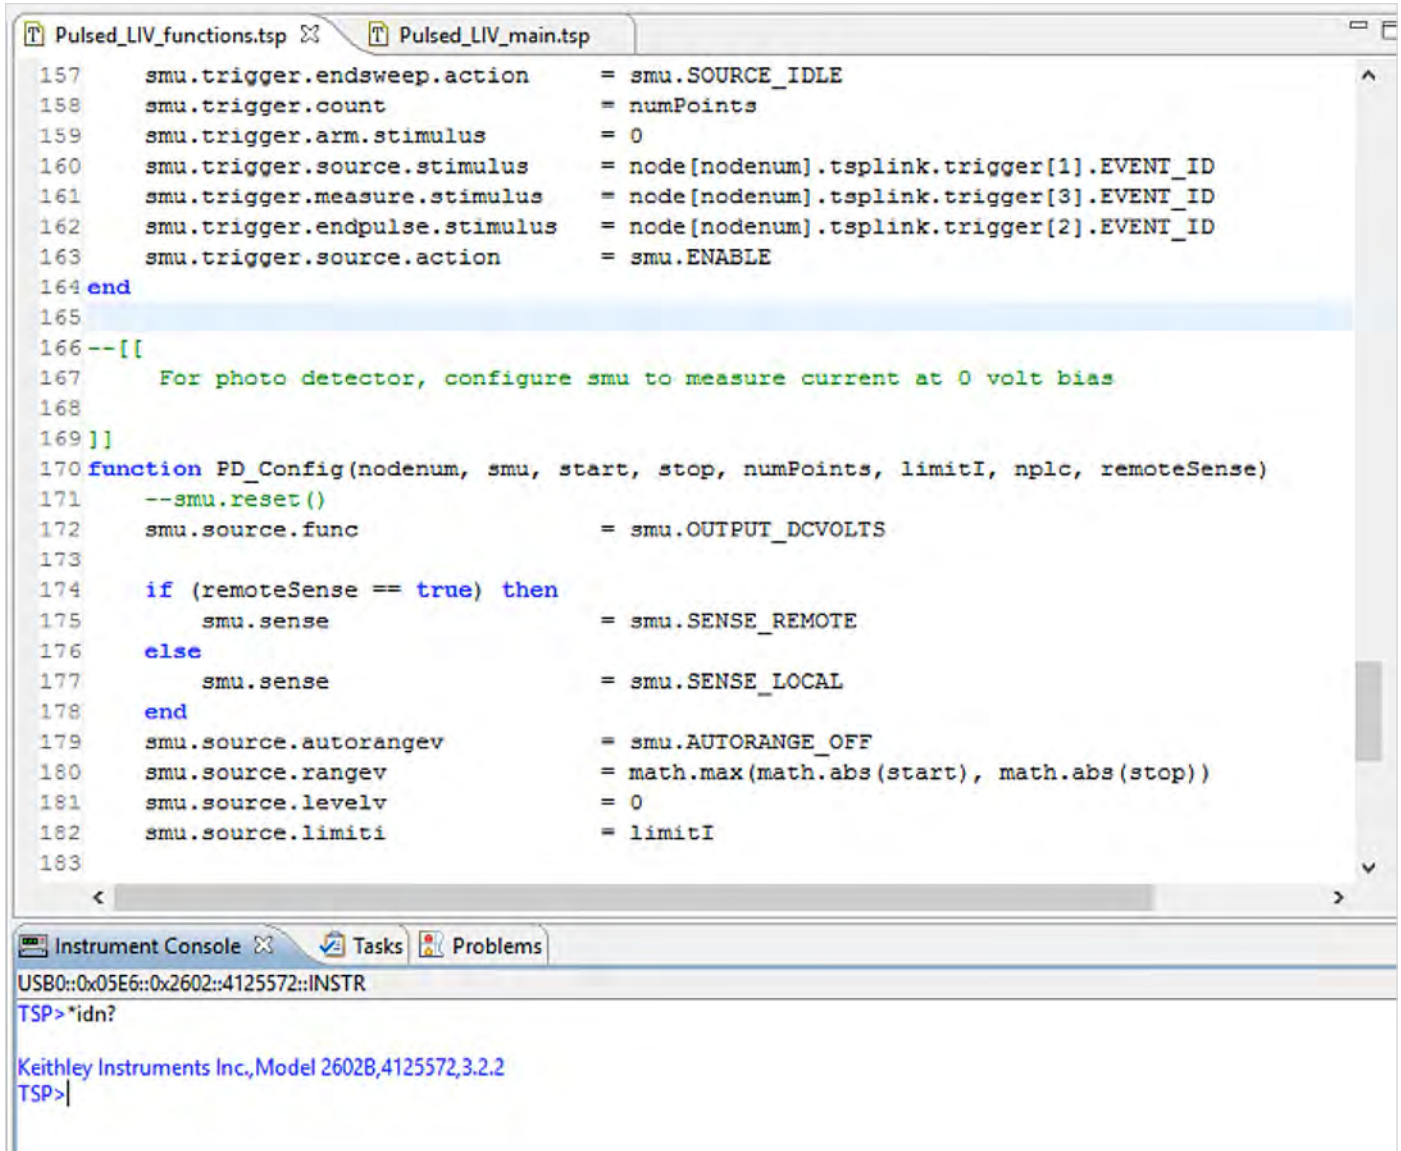 Pulsed_LIV_functions.tsp Pulsed_LIV_main.tsp
157 smu.trigger.endsweep.action = smu.SOURCE_IDLE
158 smu.trigger.count = numPoints
159 smu.trigger.arm.stimulus = 0
160 smu.trigger.source.stimulus = node[nodenum].tsplink.trigger[1].EVENT_ID
161 smu.trigger.measure.stimulus = node[nodenum].tsplink.trigger[3].EVENT_ID
162 smu.trigger.endpulse.stimulus = node[nodenum].tsplink.trigger[2].EVENT_ID
163 smu.trigger.source.action = smu.ENABLE
164 end
165
166 --[[
167 For photo detector, configure smu to measure current at 0 volt bias
168
169 ]]
170 function PD_Config(nodenum, smu, start, stop, numPoints, limitI, nplc, remoteSense)
171 --smu.reset()
172 smu.source.func = smu.OUTPUT_DCVOLTS
173
174 if (remoteSense == true) then
175 smu.sense = smu.SENSE_REMOTE
176 else
177 smu.sense = smu.SENSE_LOCAL
178 end
179 smu.source.autorangev = smu.AUTORANGE_OFF
180 smu.source.rangev = math.max(math.abs(start), math.abs(stop))
181 smu.source.levelv = 0
182 smu.source.limiti = limitI
183
Instrument Console Tasks Problems
USB0::0x05E6::0x2602::4125572::INSTR
TSP>*idn?
Keithley Instruments Inc.,Model 2602B,4125572,3.2.2
TSP>